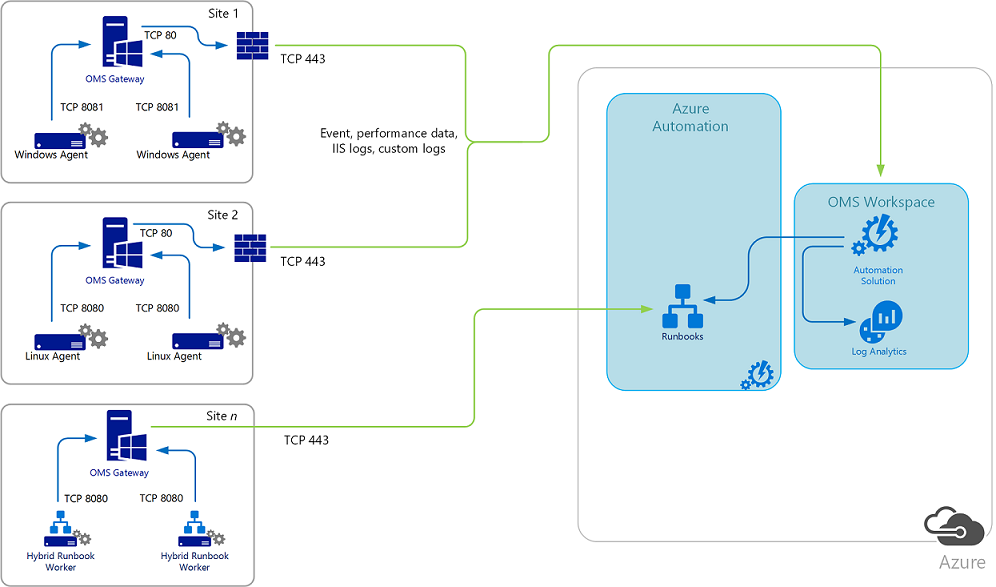 Site 1
TCP 80
OMS Gateway
TCP 8081
TCP 8081
Windows Agent
Windows Agent
TCP 443
Event, performance data,
IIS logs, custom logs
Site 2
TCP 80
OMS Gateway
TCP 8080
TCP 8080
Linux Agent
Linux Agent
TCP 443
Site n
OMS Gateway
TCP 8080
TCP 8080
Hybrid Runbook
Worker
Hybrid Runbook
Worker
TCP 443
Azure
Automation
Runbooks
OMS Workspace
Automation
Solution
Log Analytics
Azure